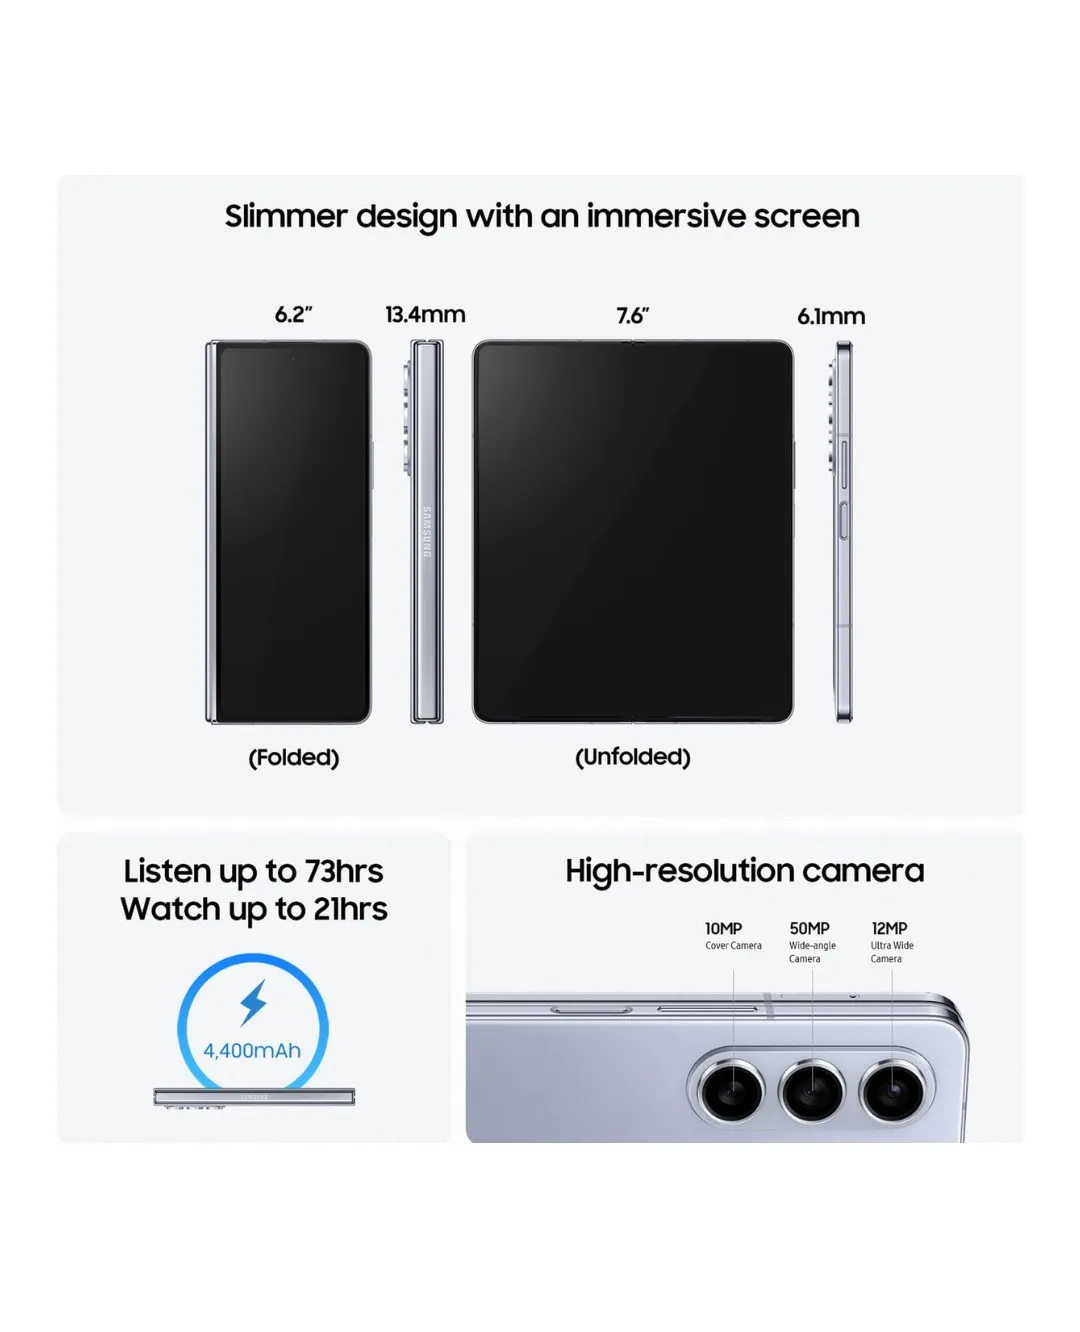 Slimmer design with an immersive screen
6.2″
13.4mm
7.6″
6.1mm
SAMSUNG
(Folded)
(Unfolded)
Listen up to 73hrs
Watch up to 21hrs
4,400mAh
SAMSUNG
High-resolution camera
10MP
Cover Camera
50MP
Wide-angle
Camera
12MP
Ultra Wide
Camera